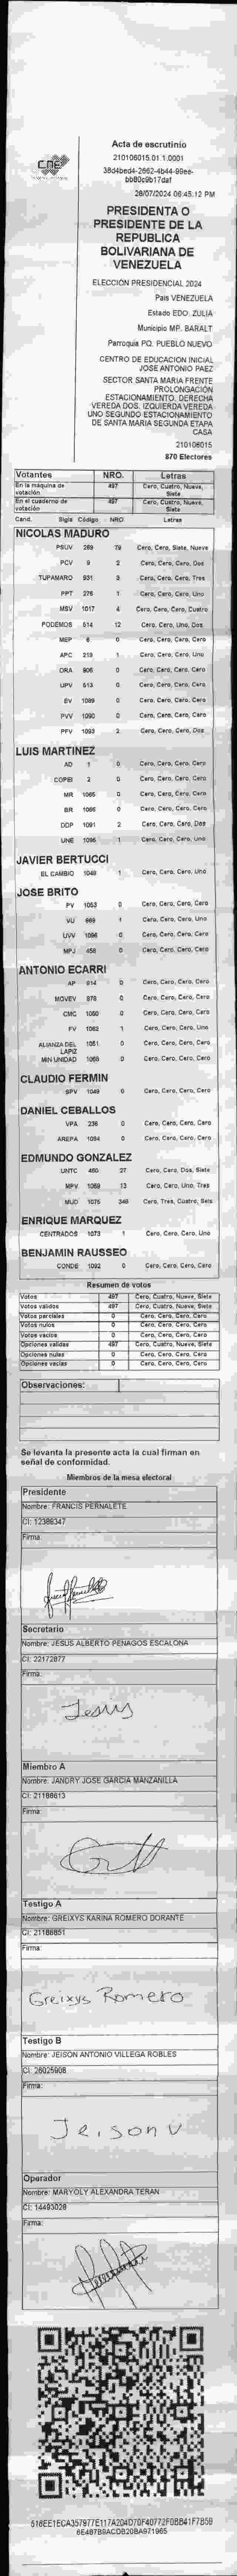 CNE
Acta de escrutinio
210106015.01.1.0001
38d4bed4-2662-4b44-99ee-
bb80c9b17daf
28/07/2024 06:45:12 PM
PRESIDENTA O
PRESIDENTE DE LA
REPUBLICA
BOLIVARIANA DE
VENEZUELA
ELECCIÓN PRESIDENCIAL 2024
Pais VENEZUELA
Estado EDO. ZULIA
Municipio MP. BARALT
Parroquia PQ. PUEBLO NUEVO
CENTRO DE EDUCACION INICIAL
JOSE ANTONIO PAEZ
SECTOR SANTA MARIA FRENTE
PROLONGACIÓN
ESTACIONAMIENTO. DERECHA
VEREDA DOS. IZQUIERDA VEREDA
UNO SEGUNDO ESTACIONAMIENTO
DE SANTA MARIA SEGUNDA ETAPA
CASA
210106015
870 Electores
Votantes NRO. Letras
En la máquina de votación 497 Cero, Cuatro, Nueve, Siete
En el cuaderno de votación 497 Cero, Cuatro, Nueve, Siete
Cand. Sigla Código NRO Letras
NICOLAS MADURO
PSUV 269 79 Cero, Cero, Siete, Nueve
PCV 9 2 Cero, Cero, Cero, Dos
TUPAMARO 931 3 Cero, Cero, Cero, Tres
PPT 276 1 Cero, Cero, Cero, Uno
MSV 1017 4 Cero, Cero, Cero, Cuatro
PODEMOS 514 12 Cero, Cero, Uno, Dos
MEP 6 0 Cero, Cero, Cero, Cero
APC 213 1 Cero, Cero, Cero, Uno
ORA 906 0 Cero, Cero, Cero, Cero
UPV 613 0 Cero, Cero, Cero, Cero
EV 1089 0 Cero, Cero, Cero, Cero
PVV 1090 0 Cero, Cero, Cero, Cero
PFV 1093 2 Cero, Cero, Cero, Dos
LUIS MARTINEZ
AD 1 0 Cero, Cero, Cero, Cero
COPEI 2 0 Cero, Cero, Cero, Cero
MR 1065 0 Cero, Cero, Cero, Cero
BR 1066 0 Cero, Cero, Cero, Cero
DDP 1091 2 Cero, Cero, Cero, Dos
UNE 1096 1 Cero, Cero, Cero, Uno
JAVIER BERTUCCI
EL CAMBIO 1048 1 Cero, Cero, Cero, Uno
JOSE BRITO
PV 1053 0 Cero, Cero, Cero, Cero
VU 989 1 Cero, Cero, Cero, Uno
UVV 1096 0 Cero, Cero, Cero, Cero
MPJ 458 0 Cero, Cero, Cero, Cero
ANTONIO ECARRI
AP 814 0 Cero, Cero, Cero, Cero
MOVEV 878 0 Cero, Cero, Cero, Cero
CMC 1060 0 Cero, Cero, Cero, Cero
FV 1062 1 Cero, Cero, Cero, Uno
ALIANZA DEL LAPIZ 1051 0 Cero, Cero, Cero, Cero
MIN UNIDAD 1068 0 Cero, Cero, Cero, Cero
CLAUDIO FERMIN
SPV 1049 0 Cero, Cero, Cero, Cero
DANIEL CEBALLOS
VPA 236 0 Cero, Cero, Cero, Cero
AREPA 1094 0 Cero, Cero, Cero, Cero
EDMUNDO GONZALEZ
UNTC 460 27 Cero, Cero, Dos, Siete
MPV 1069 13 Cero, Cero, Uno, Tres
MUD 1075 346 Cero, Tres, Cuatro, Seis
ENRIQUE MARQUEZ
CENTRADOS 1073 1 Cero, Cero, Cero, Uno
BENJAMIN RAUSSEO
CONDE 1092 0 Cero, Cero, Cero, Cero
Resumen de votos
Votos 497 Cero, Cuatro, Nueve, Siete
Votos válidos 497 Cero, Cuatro, Nueve, Siete
Votos parciales 0 Cero, Cero, Cero, Cero
Votos nulos 0 Cero, Cero, Cero, Cero
Votos vacíos 0 Cero, Cero, Cero, Cero
Opciones válidas 497 Cero, Cuatro, Nueve, Siete
Opciones nulas 0 Cero, Cero, Cero, Cero
Opciones vacías 0 Cero, Cero, Cero, Cero
Observaciones:
Se levanta la presente acta la cual firman en
señal de conformidad.
Miembros de la mesa electoral
Presidente
Nombre: FRANCIS PERNALETE
CI: 12388347
Firma:
Secretario
Nombre: JESUS ALBERTO PENAGOS ESCALONA
CI: 22172877
Firma:
Jesus
Miembro A
Nombre: JANDRY JOSE GARCIA MANZANILLA
CI: 21188613
Firma:
Testigo A
Nombre: GREIXYS KARINA ROMERO DORANTE
CI: 21188851
Firma:
Greixys Romero
Testigo B
Nombre: JEISON ANTONIO VILLEGA ROBLES
CI: 26025908
Firma:
Jeison V
Operador
Nombre: MARYOLY ALEXANDRA TERAN
CI: 14493028
Firma: